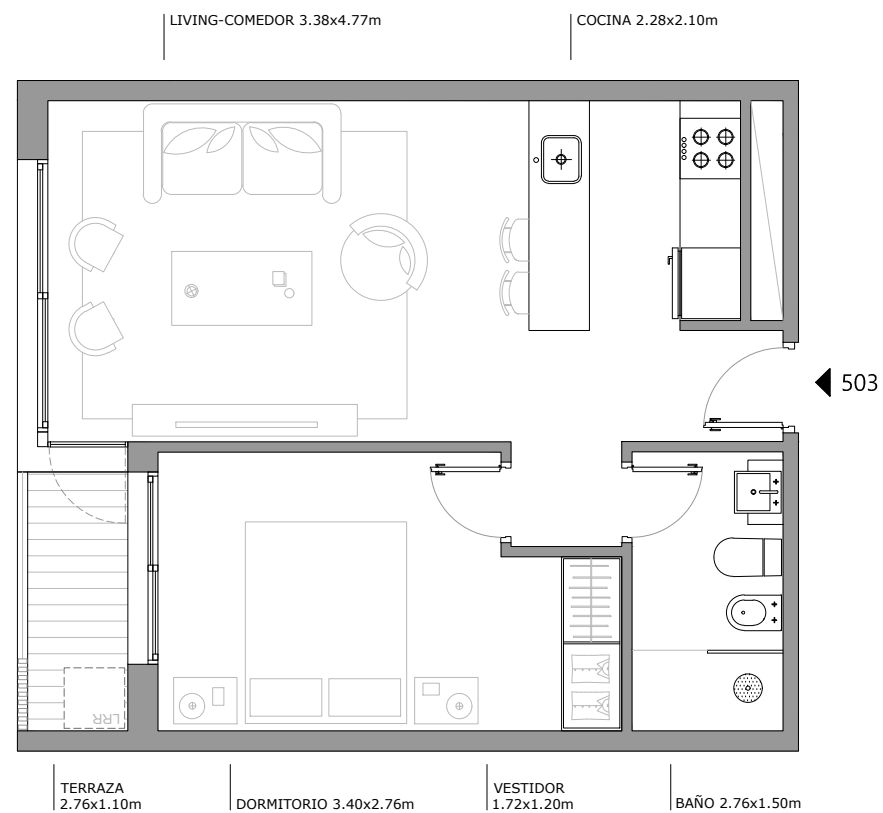 LIVING-COMEDOR 3.38x4.77m
COCINA 2.28x2.10m
503
LRR
TERRAZA
2.76x1.10m
DORMITORIO 3.40x2.76m
VESTIDOR
1.72x1.20m
BAÑO 2.76x1.50m